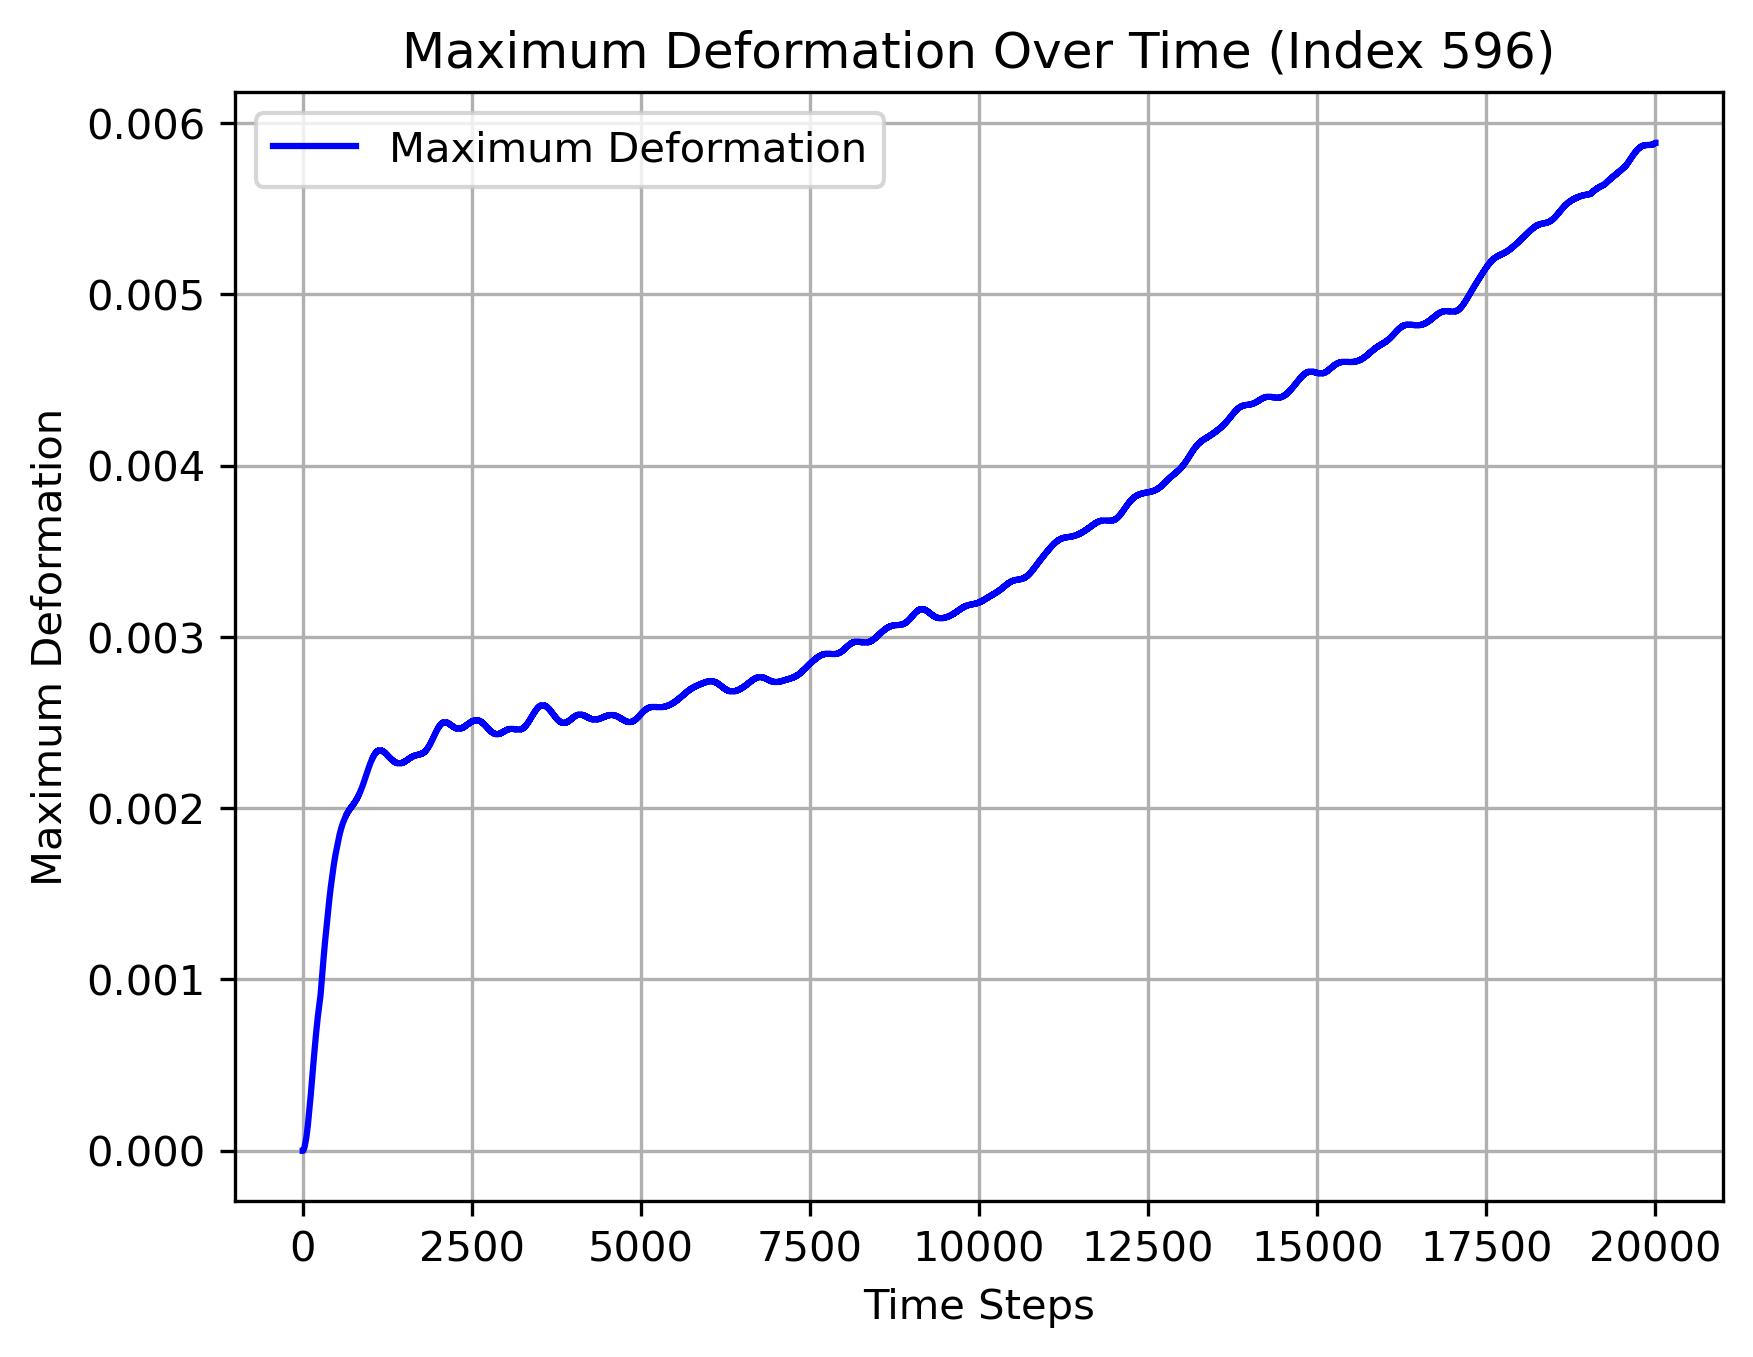 Maximum Deformation Over Time (Index 596)
Maximum Deformation
0.006
0.005
0.004
0.003
0.002
0.001
0.000
Maximum Deformation
0 2500 5000 7500 10000 12500 15000 17500 20000
Time Steps